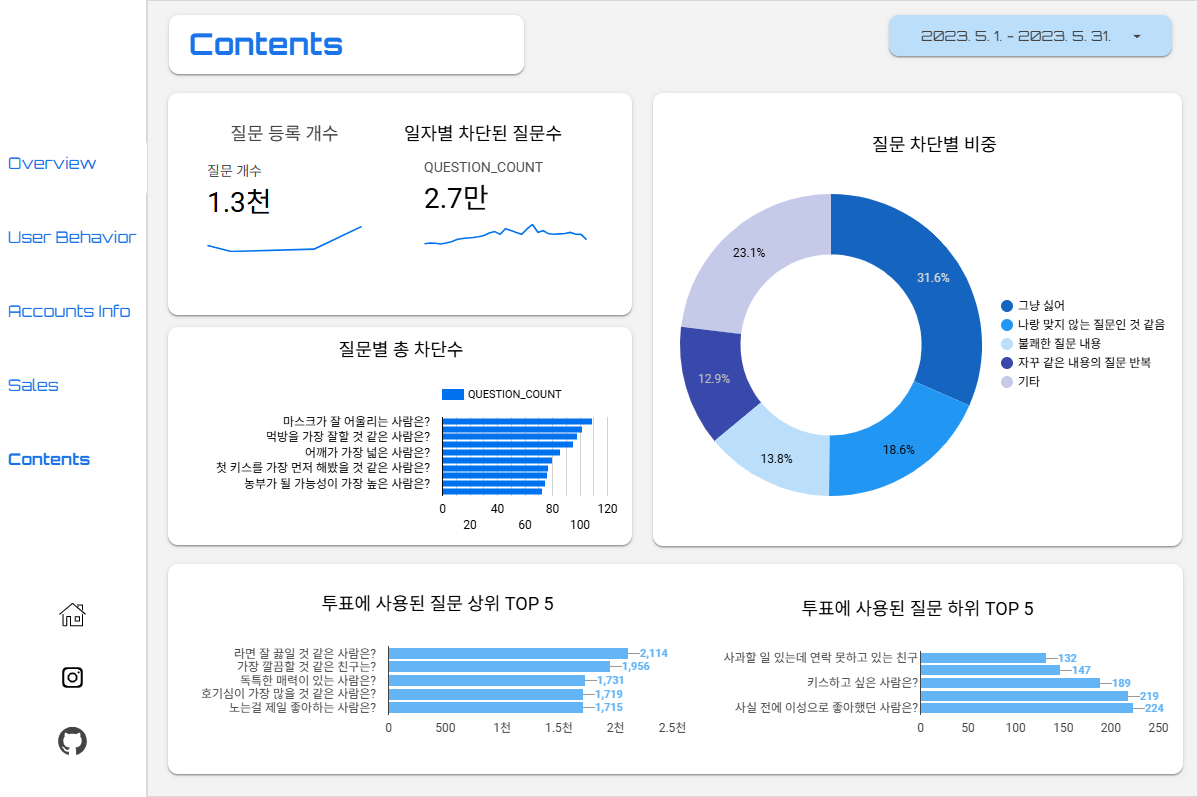 Contents
2023. 5. 1. - 2023. 5. 31.
Overview
User Behavior
Accounts Info
Sales
Contents
질문 등록 개수
질문 개수
1.3천
일자별 차단된 질문수
QUESTION_COUNT
2.7만
질문 차단별 비중
31.6%
18.6%
13.8%
12.9%
23.1%
그냥 싫어
나랑 맞지 않는 질문인 것 같음
불쾌한 질문 내용
자꾸 같은 내용의 질문 반복
기타
질문별 총 차단수
QUESTION_COUNT
마스크가 잘 어울리는 사람은?
먹방을 가장 잘할 것 같은 사람은?
어깨가 가장 넓은 사람은?
첫 키스를 가장 먼저 해봤을 것 같은 사람은?
농부가 될 가능성이 가장 높은 사람은?
0 40 80 120
20 60 100
투표에 사용된 질문 상위 TOP 5
라면 잘 끓일 것 같은 사람은? 2,114
가장 깔끔할 것 같은 친구는? 1,956
독특한 매력이 있는 사람은? 1,731
호기심이 가장 많을 것 같은 사람은? 1,719
노는걸 제일 좋아하는 사람은? 1,715
0 500 1천 1.5천 2천 2.5천
투표에 사용된 질문 하위 TOP 5
사과할 일 있는데 연락 못하고 있는 친구 132
147
키스하고 싶은 사람은? 189
219
사실 전에 이성으로 좋아했던 사람은? 224
0 50 100 150 200 250